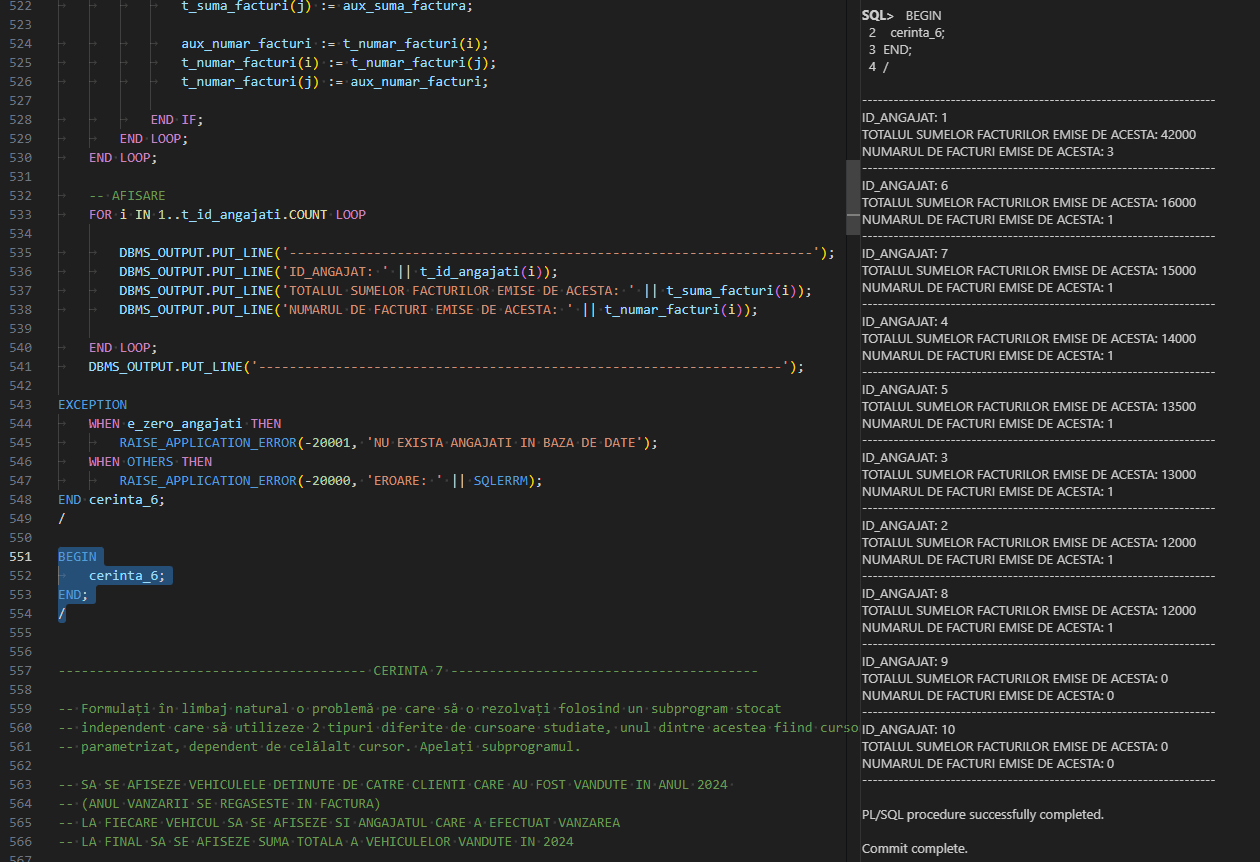 522 t_suma_facturi(j) := aux_suma_factura;
523
524 aux_numar_facturi := t_numar_facturi(i);
525 t_numar_facturi(i) := t_numar_facturi(j);
526 t_numar_facturi(j) := aux_numar_facturi;
527
528 END IF;
529 END LOOP;
530 END LOOP;
531
532 -- AFISARE
533 FOR i IN 1..t_id_angajati.COUNT LOOP
534
535 DBMS_OUTPUT.PUT_LINE('--------------------------------------------------------------------');
536 DBMS_OUTPUT.PUT_LINE('ID_ANGAJAT: ' || t_id_angajati(i));
537 DBMS_OUTPUT.PUT_LINE('TOTALUL SUMELOR FACTURILOR EMISE DE ACESTA: ' || t_suma_facturi(i));
538 DBMS_OUTPUT.PUT_LINE('NUMARUL DE FACTURI EMISE DE ACESTA: ' || t_numar_facturi(i));
539
540 END LOOP;
541 DBMS_OUTPUT.PUT_LINE('--------------------------------------------------------------------');
542
543 EXCEPTION
544 WHEN e_zero_angajati THEN
545 RAISE_APPLICATION_ERROR(-20001, 'NU EXISTA ANGAJATI IN BAZA DE DATE');
546 WHEN OTHERS THEN
547 RAISE_APPLICATION_ERROR(-20000, 'EROARE: ' || SQLERRM);
548 END cerinta_6;
549 /
550
551 BEGIN
552 cerinta_6;
553 END;
554 /
555
556
557 ---------------------------------------- CERINTA 7 ----------------------------------------
558
559 -- Formulați în limbaj natural o problemă pe care să o rezolvați folosind un subprogram stocat
560 -- independent care să utilizeze 2 tipuri diferite de cursoare studiate, unul dintre acestea fiind curso
561 -- parametrizat, dependent de celălalt cursor. Apelați subprogramul.
562
563 -- SA SE AFISEZE VEHICULELE DETINUTE DE CATRE CLIENTI CARE AU FOST VANDUTE IN ANUL 2024
564 -- (ANUL VANZARII SE REGASESTE IN FACTURA)
565 -- LA FIECARE VEHICUL SA SE AFISEZE SI ANGAJATUL CARE A EFECTUAT VANZAREA
566 -- LA FINAL SA SE AFISEZE SUMA TOTALA A VEHICULELOR VANDUTE IN 2024
567
SQL> BEGIN
2 cerinta_6;
3 END;
4 /
--------------------------------------------------------------------
ID_ANGAJAT: 1
TOTALUL SUMELOR FACTURILOR EMISE DE ACESTA: 42000
NUMARUL DE FACTURI EMISE DE ACESTA: 3
--------------------------------------------------------------------
ID_ANGAJAT: 6
TOTALUL SUMELOR FACTURILOR EMISE DE ACESTA: 16000
NUMARUL DE FACTURI EMISE DE ACESTA: 1
--------------------------------------------------------------------
ID_ANGAJAT: 7
TOTALUL SUMELOR FACTURILOR EMISE DE ACESTA: 15000
NUMARUL DE FACTURI EMISE DE ACESTA: 1
--------------------------------------------------------------------
ID_ANGAJAT: 4
TOTALUL SUMELOR FACTURILOR EMISE DE ACESTA: 14000
NUMARUL DE FACTURI EMISE DE ACESTA: 1
--------------------------------------------------------------------
ID_ANGAJAT: 5
TOTALUL SUMELOR FACTURILOR EMISE DE ACESTA: 13500
NUMARUL DE FACTURI EMISE DE ACESTA: 1
--------------------------------------------------------------------
ID_ANGAJAT: 3
TOTALUL SUMELOR FACTURILOR EMISE DE ACESTA: 13000
NUMARUL DE FACTURI EMISE DE ACESTA: 1
--------------------------------------------------------------------
ID_ANGAJAT: 2
TOTALUL SUMELOR FACTURILOR EMISE DE ACESTA: 12000
NUMARUL DE FACTURI EMISE DE ACESTA: 1
--------------------------------------------------------------------
ID_ANGAJAT: 8
TOTALUL SUMELOR FACTURILOR EMISE DE ACESTA: 12000
NUMARUL DE FACTURI EMISE DE ACESTA: 1
--------------------------------------------------------------------
ID_ANGAJAT: 9
TOTALUL SUMELOR FACTURILOR EMISE DE ACESTA: 0
NUMARUL DE FACTURI EMISE DE ACESTA: 0
--------------------------------------------------------------------
ID_ANGAJAT: 10
TOTALUL SUMELOR FACTURILOR EMISE DE ACESTA: 0
NUMARUL DE FACTURI EMISE DE ACESTA: 0
--------------------------------------------------------------------
PL/SQL procedure successfully completed.
Commit complete.